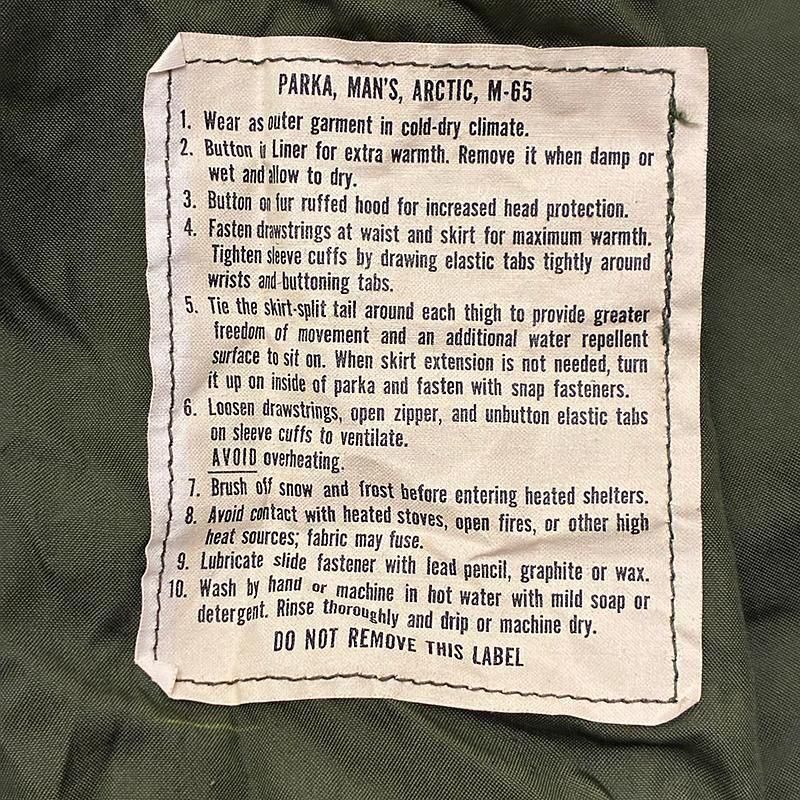 PARKA, MAN'S, ARCTIC, M-65
1. Wear as outer garment in cold-dry climate.
2. Button in Liner for extra warmth. Remove it when damp or
wet and allow to dry.
3. Button on fur ruffed hood for increased head protection.
4. Fasten drawstrings at waist and skirt for maximum warmth.
Tighten sleeve cuffs by drawing elastic tabs tightly around
wrists and buttoning tabs.
5. Tie the skirt-split tail around each thigh to provide greater
freedom of movement and an additional water repellent
surface to sit on. When skirt extension is not needed, turn
it up on inside of parka and fasten with snap fasteners.
6. Loosen drawstrings, open zipper, and unbutton elastic tabs
on sleeve cuffs to ventilate.
AVOID overheating.
7. Brush off snow and frost before entering heated shelters.
8. Avoid contact with heated stoves, open fires, or other high
heat sources; fabric may fuse.
9. Lubricate slide fastener with lead pencil, graphite or wax.
10. Wash by hand or machine in hot water with mild soap or
detergent. Rinse thoroughly and drip or machine dry.
DO NOT REMOVE THIS LABEL